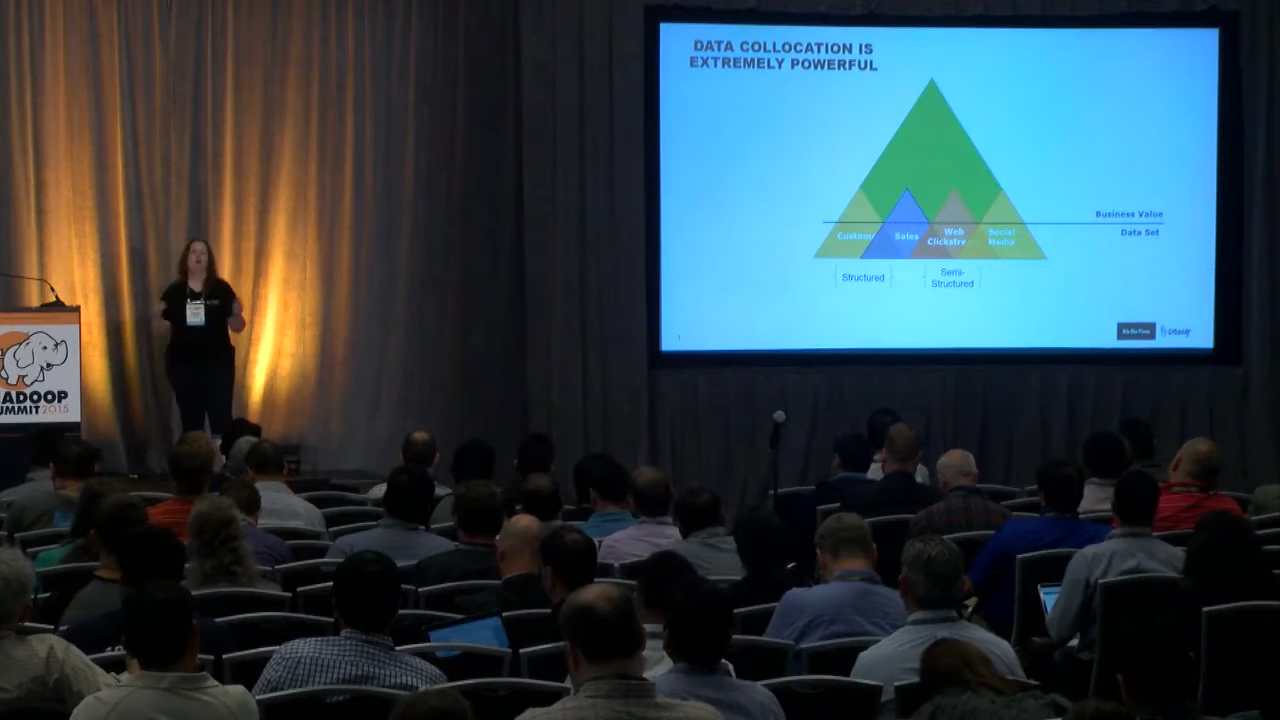 DATA COLLOCATION IS
EXTREMELY POWERFUL
Business Value
Data Set
Custom
Sales
Web
Clickstre
Social
Media
Structured
Semi-
Structured
ADOOP
UMMIT 2015